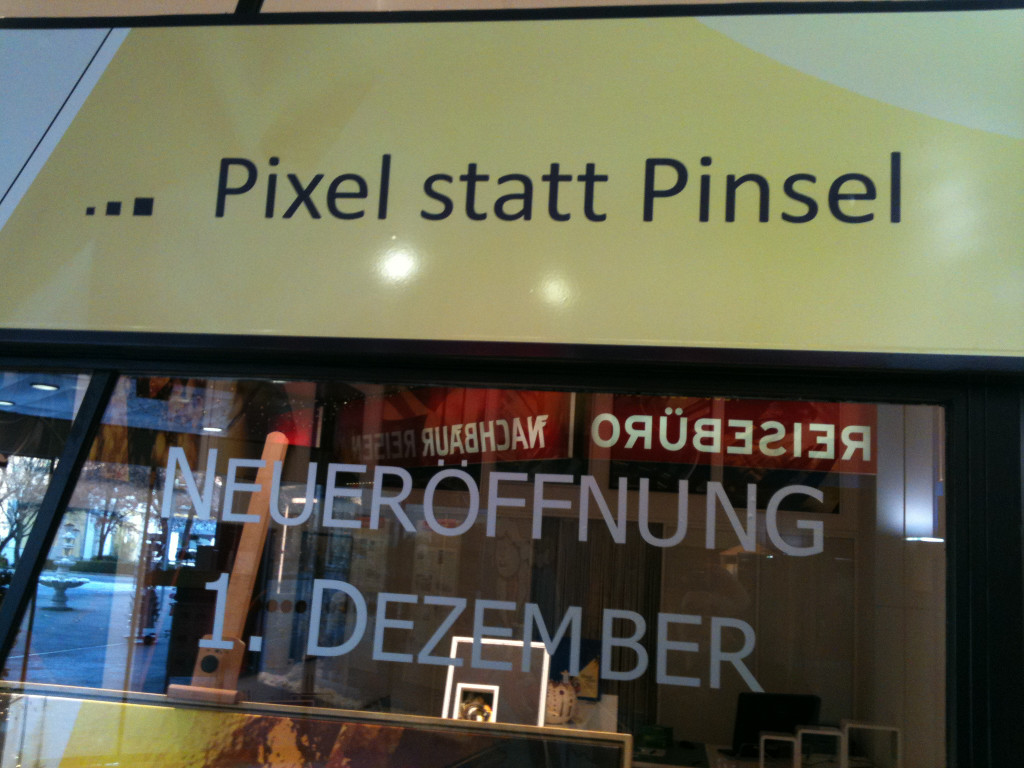 ... Pixel statt Pinsel
NACHBAUR REISEN REISEBÜRO
NEUERÖFFNUNG
1. DEZEMBER